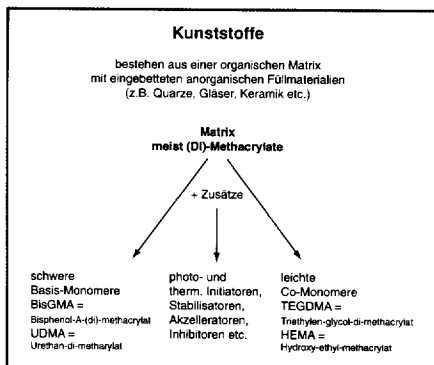 Kunststoffe
bestehen aus einer organischen Matrix
mit eingebetteten anorganischen Füllmaterialien
(z.B. Quarze, Gläser, Keramik etc.)
Matrix
meist (DI)-Methacrylate
+ Zusätze
schwere
Basis-Monomere
BisGMA =
Bisphenol-A-(di)-methacrylat
UDMA =
Urethan-di-metharylat
photo- und
therm. Initiatoren,
Stabilisatoren,
Akzelleratoren,
Inhibitoren etc.
leichte
Co-Monomere
TEGDMA =
Triethylen-glycol-di-methacrylat
HEMA =
Hydroxy-ethyl-methacrylat